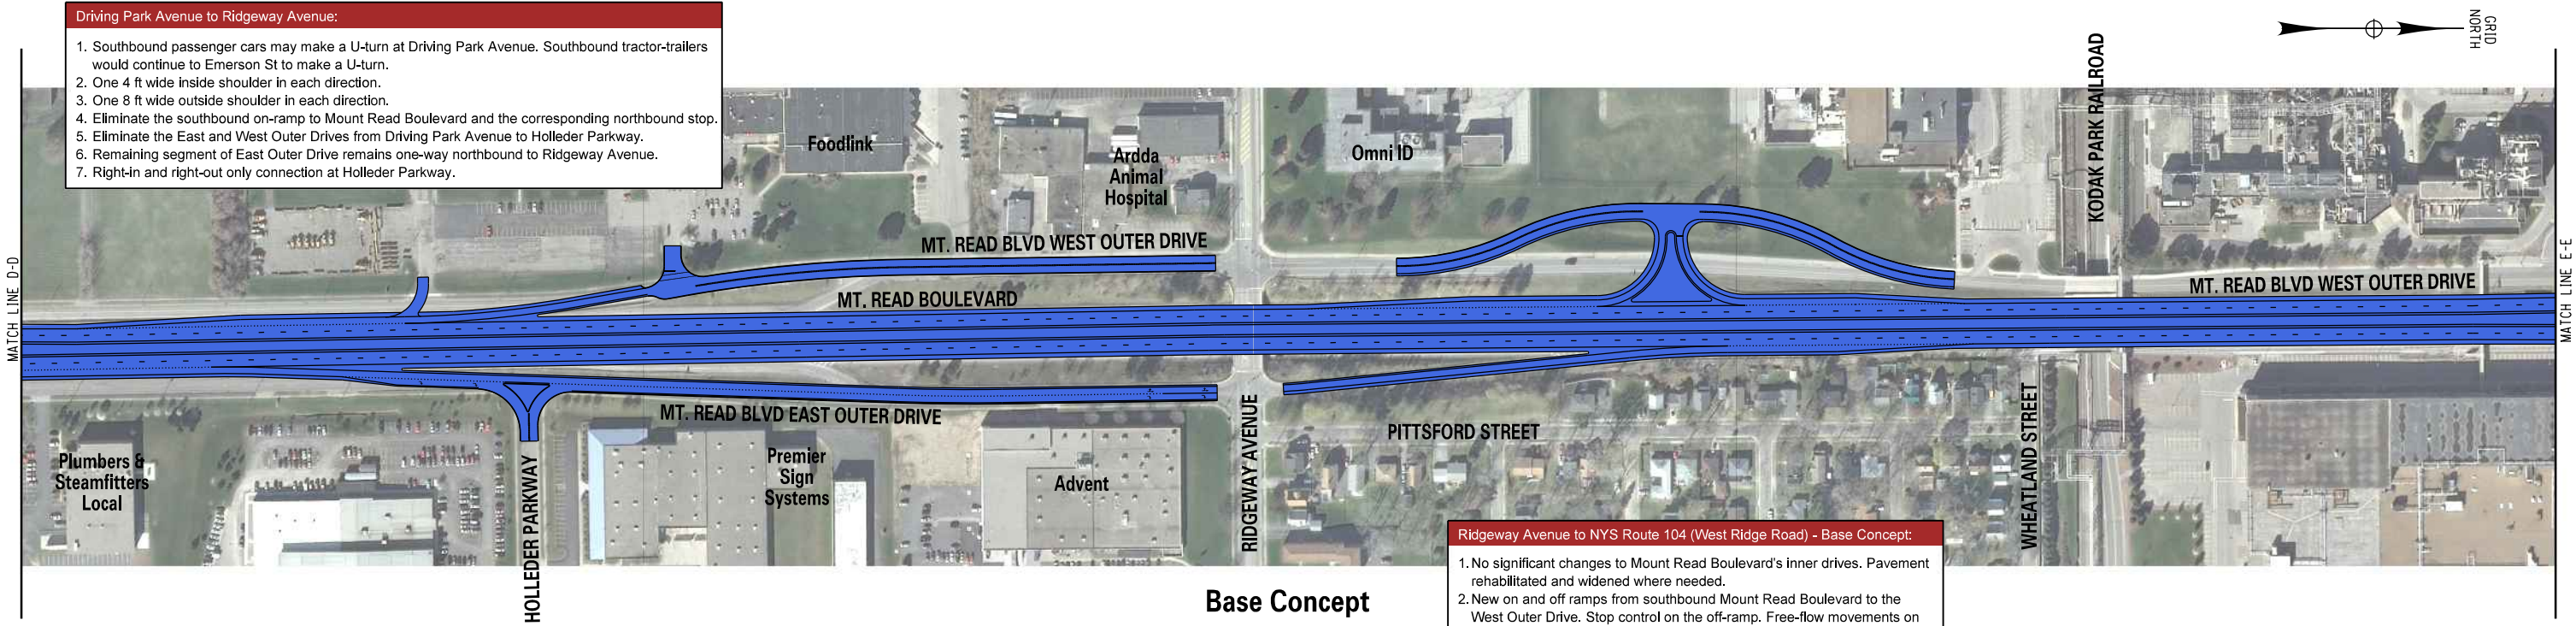 Driving Park Avenue to Ridgeway Avenue:
1. Southbound passenger cars may make a U-turn at Driving Park Avenue. Southbound tractor-trailers
would continue to Emerson St to make a U-turn.
2. One 4 ft wide inside shoulder in each direction.
3. One 8 ft wide outside shoulder in each direction.
4. Eliminate the southbound on-ramp to Mount Read Boulevard and the corresponding northbound stop.
5. Eliminate the East and West Outer Drives from Driving Park Avenue to Holleder Parkway.
6. Remaining segment of East Outer Drive remains one-way northbound to Ridgeway Avenue.
7. Right-in and right-out only connection at Holleder Parkway.
GRID
NORTH
MATCH LINE D-D
Foodlink
Ardda
Animal
Hospital
Omni ID
KODAK PARK RAILROAD
MT. READ BLVD WEST OUTER DRIVE
MT. READ BOULEVARD
MT. READ BLVD WEST OUTER DRIVE
MATCH LINE E-E
MT. READ BLVD EAST OUTER DRIVE
Plumbers &
Steamfitters
Local
HOLLEDER PARKWAY
Premier
Sign
Systems
Advent
RIDGEWAY AVENUE
PITTSFORD STREET
WHEATLAND STREET
Base Concept
Ridgeway Avenue to NYS Route 104 (West Ridge Road) - Base Concept:
1. No significant changes to Mount Read Boulevard's inner drives. Pavement
rehabilitated and widened where needed.
2. New on and off ramps from southbound Mount Read Boulevard to the
West Outer Drive. Stop control on the off-ramp. Free-flow movements on